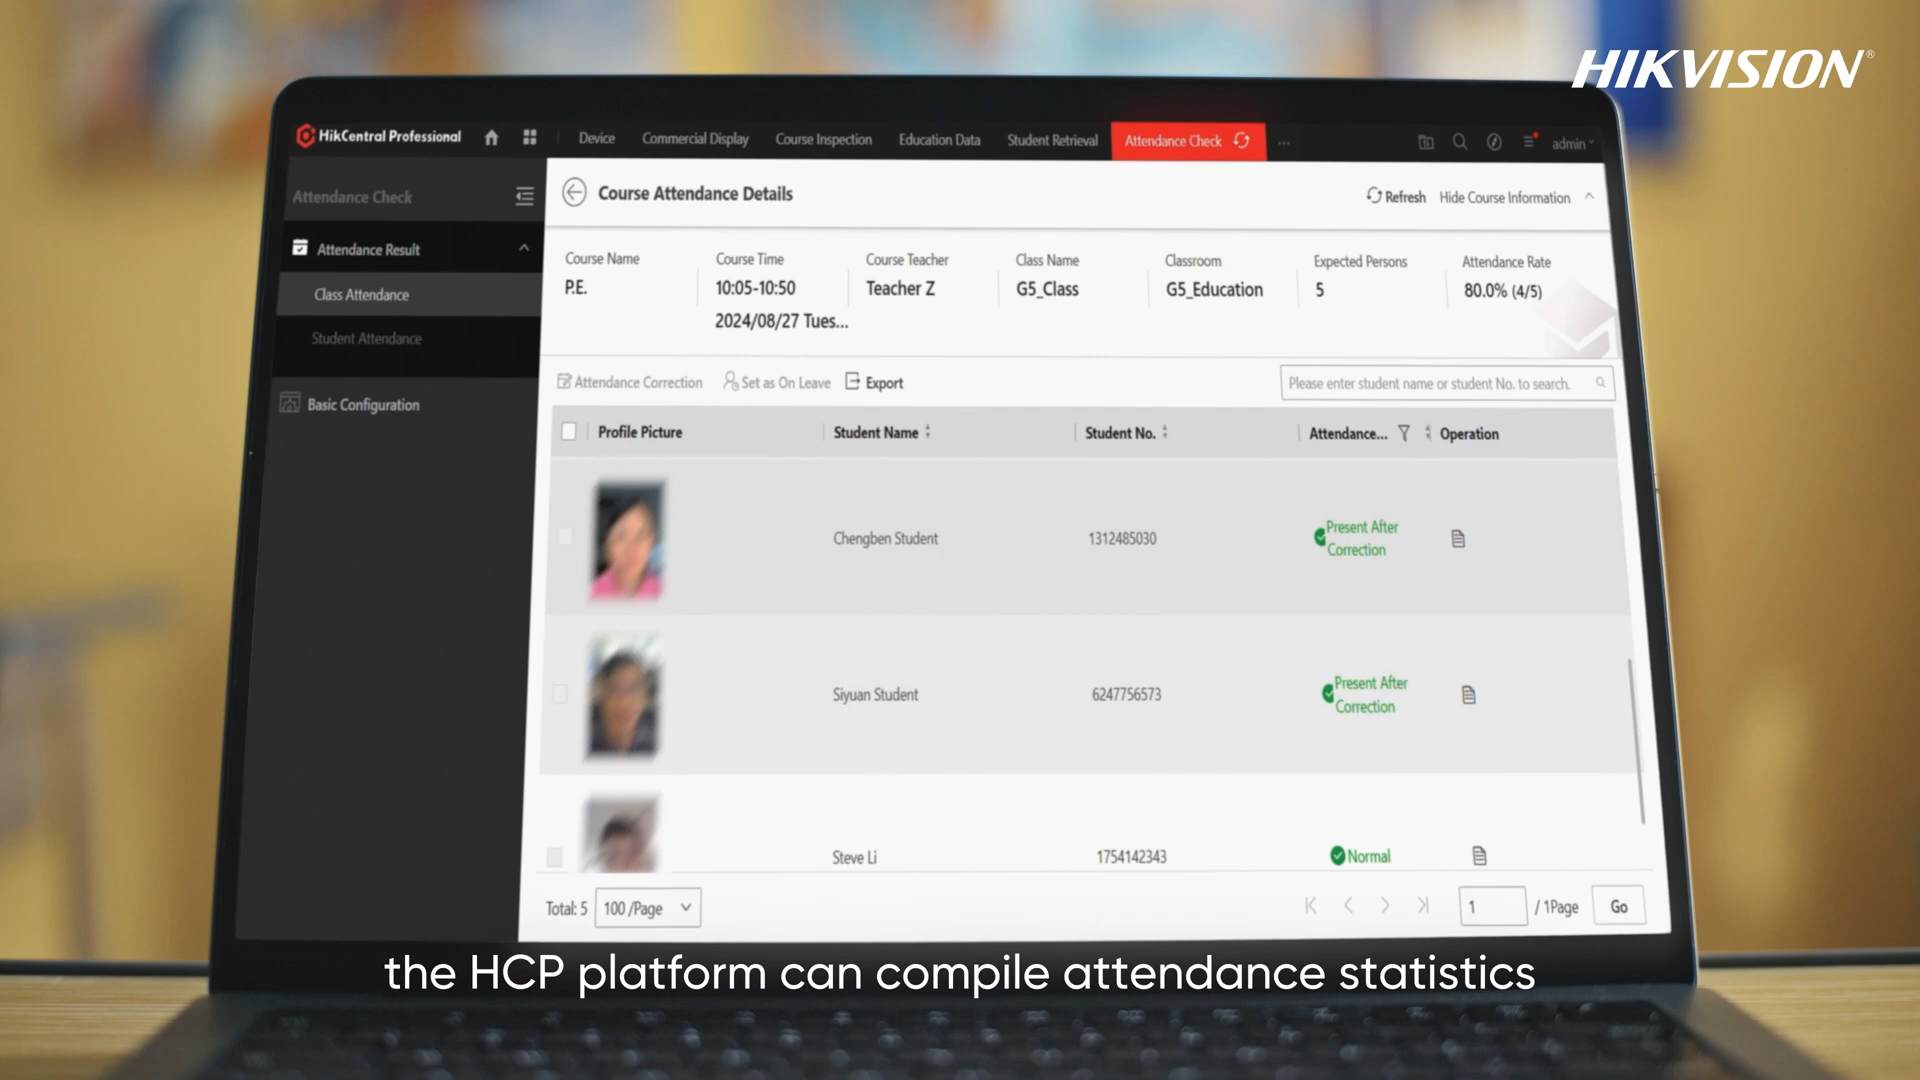 HIKVISION®
HikCentral Professional
Device
Commercial Display
Course Inspection
Education Data
Student Retrieval
Attendance Check
...
admin
Attendance Check
Attendance Result
Class Attendance
Student Attendance
Basic Configuration
Course Attendance Details
Refresh
Hide Course Information
Course Name
Course Time
Course Teacher
Class Name
Classroom
Expected Persons
Attendance Rate
P.E.
10:05-10:50
2024/08/27 Tues...
Teacher Z
G5_Class
G5_Education
5
80.0% (4/5)
Attendance Correction
Set as On Leave
Export
Please enter student name or student No. to search.
Profile Picture
Student Name
Student No.
Attendance...
Operation
Chengben Student
1312485030
Present After
Correction
Siyuan Student
6247756573
Present After
Correction
Steve Li
1754142343
Normal
Total: 5
100 /Page
1
/ 1Page
Go
the HCP platform can compile attendance statistics